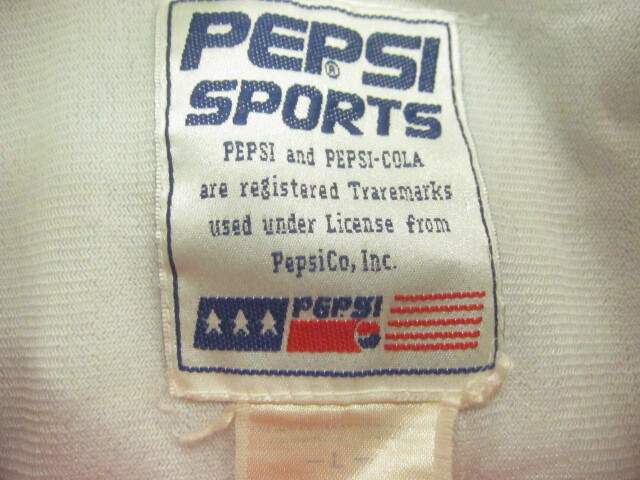 PEPSI®
SPORTS
PEPSI and PEPSI-COLA
are registered Traremarks
used under License from
PepsiCo, Inc.
PEPSI
-L-